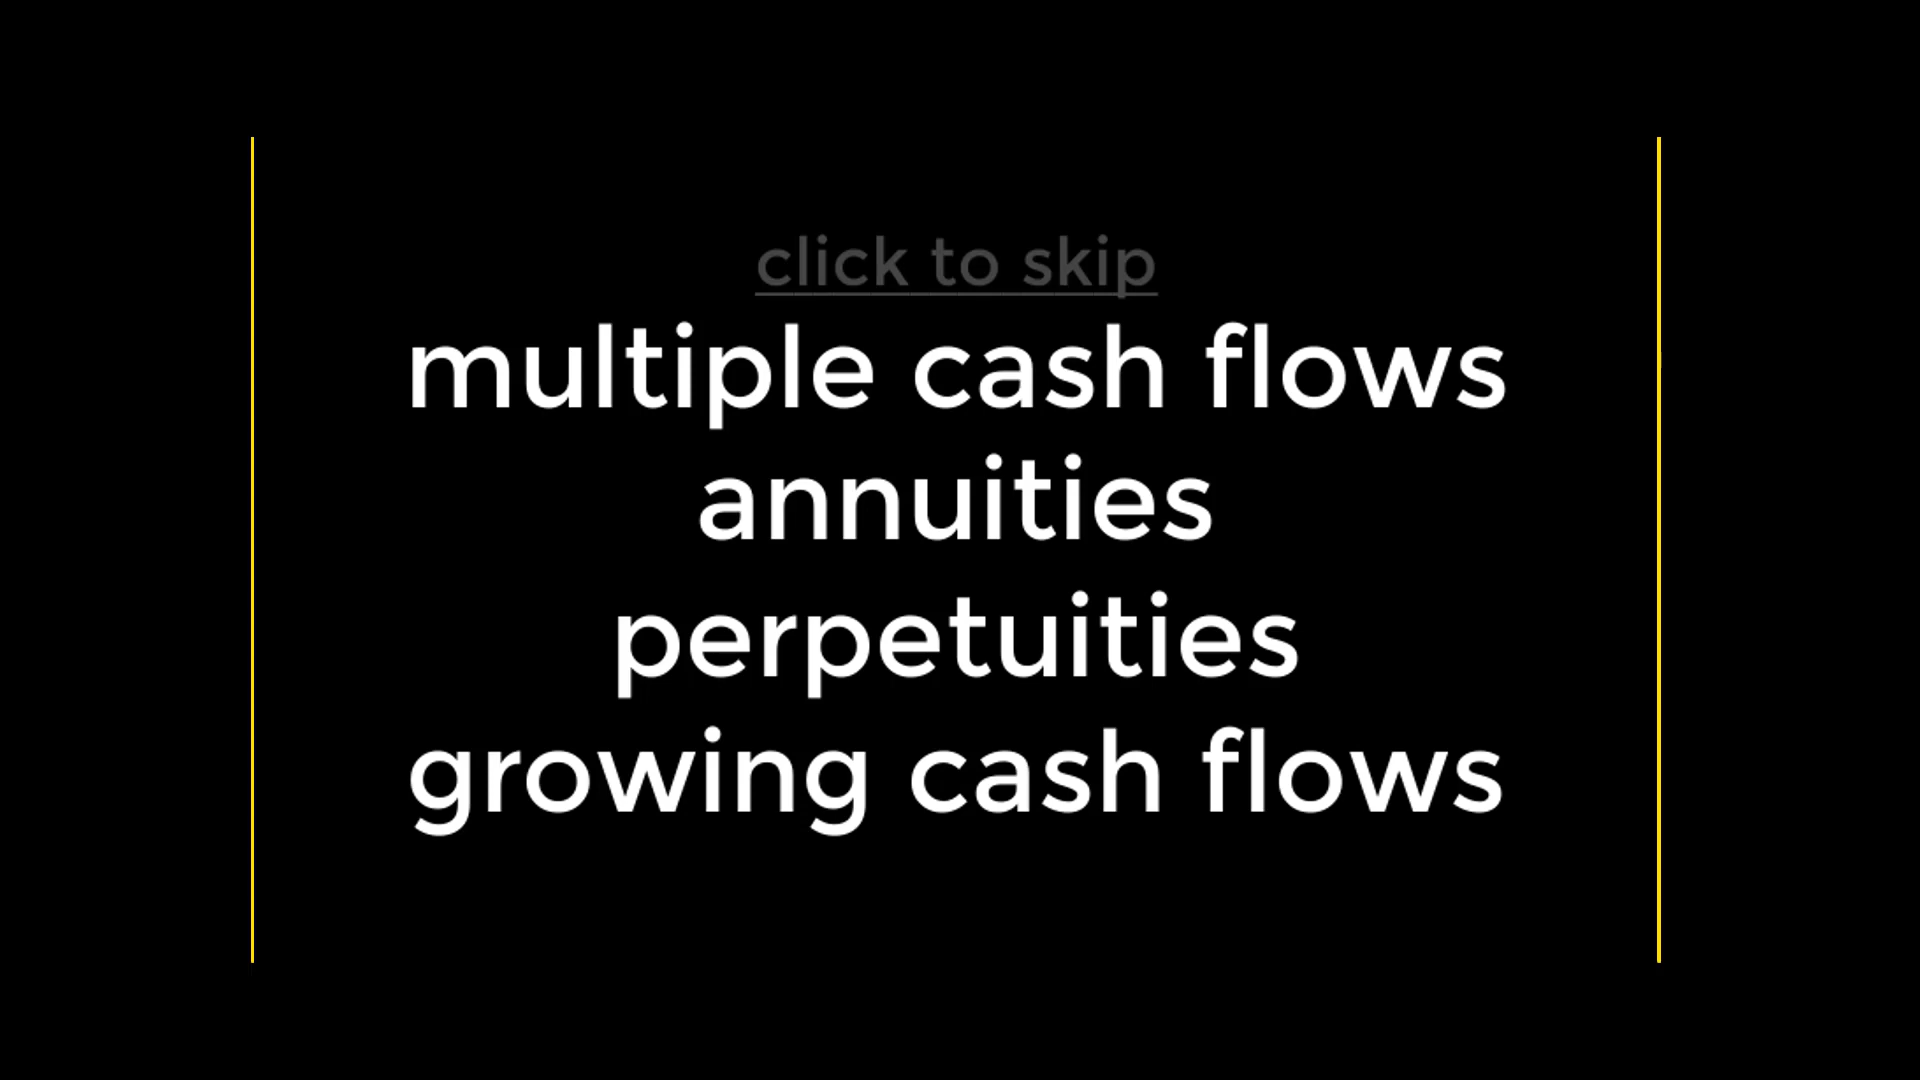 click to skip
multiple cash flows
annuities
perpetuities
growing cash flows